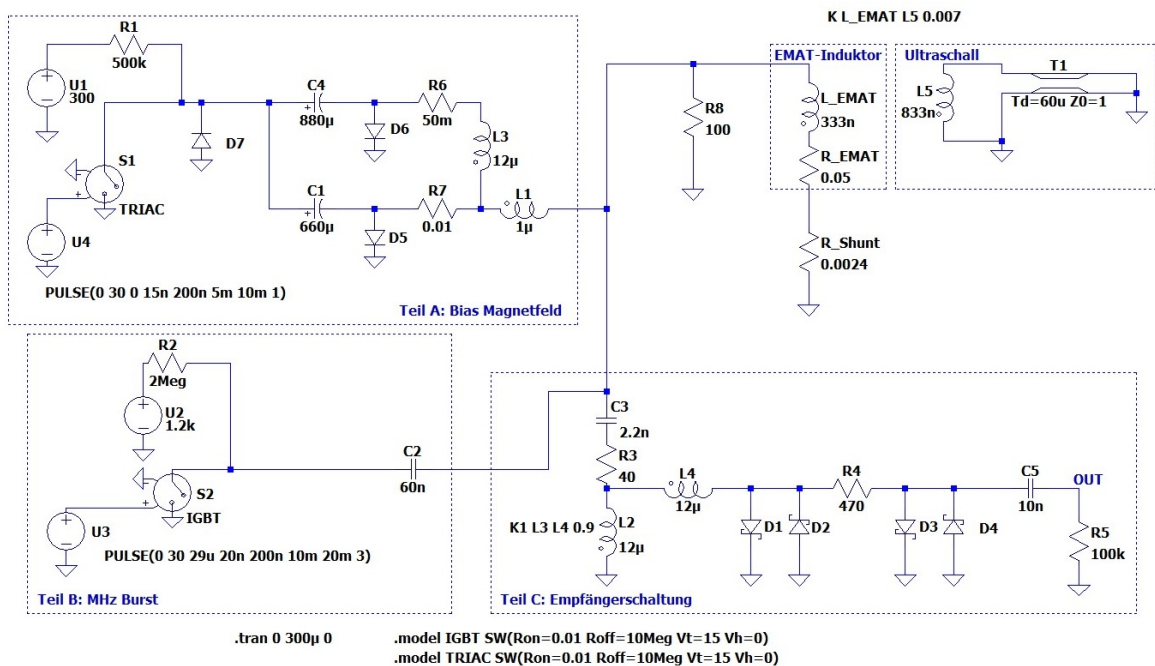 K L_EMAT L5 0.007
R1
500k
U1
300
S1
TRIAC
U4
PULSE(0 30 0 15n 200n 5m 10m 1)
D7
C4
+
880µ
D6
R6
50m
L3
12µ
C1
+
660µ
D5
R7
0.01
L1
1µ
Teil A: Bias Magnetfeld
R8
100
EMAT-Induktor
L_EMAT
333n
R_EMAT
0.05
R_Shunt
0.0024
Ultraschall
L5
833n
T1
Td=60u Z0=1
R2
2Meg
U2
1.2k
S2
IGBT
U3
PULSE(0 30 29u 20n 200n 10m 20m 3)
C2
60n
Teil B: MHz Burst
C3
2.2n
R3
40
L4
12µ
K1 L3 L4 0.9
L2
12µ
D1
D2
R4
470
D3
D4
C5
10n
OUT
R5
100k
Teil C: Empfängerschaltung
.tran 0 300µ 0
.model IGBT SW(Ron=0.01 Roff=10Meg Vt=15 Vh=0)
.model TRIAC SW(Ron=0.01 Roff=10Meg Vt=15 Vh=0)